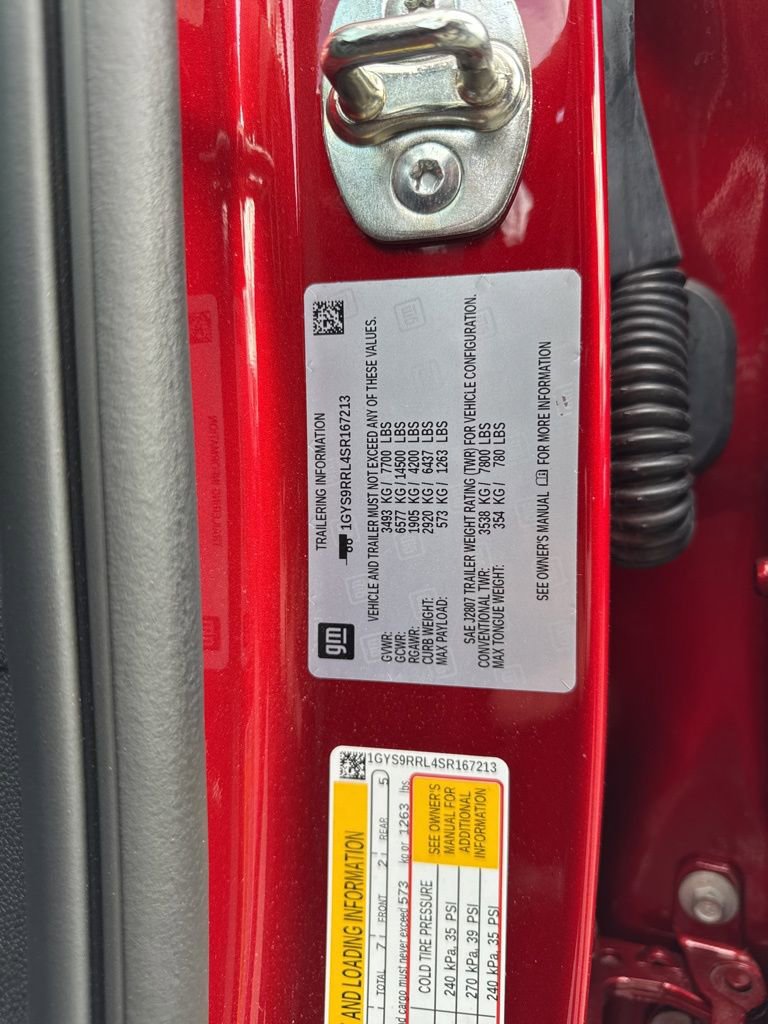 TRAILERING INFORMATION
gm
1GYS9RRL4SR167213
VEHICLE AND TRAILER MUST NOT EXCEED ANY OF THESE VALUES.
GVWR: 3493 KG/ 7700 LBS
GCWR: 6577 KG/14500 LBS
RGAWR: 1905 KG/ 4200 LBS
CURB WEIGHT: 2920 KG/ 6437 LBS
MAX PAYLOAD: 573 KG/ 1263 LBS
SAE J2807 TRAILER WEIGHT RATING (TWR) FOR VEHICLE CONFIGURATION.
CONVENTIONAL TWR: 3538 KG/ 7800 LBS
MAX TONGUE WEIGHT: 354 KG/ 780 LBS
SEE OWNER'S MANUAL FOR MORE INFORMATION
AND LOADING INFORMATION
1GYS9RRL4SR167213
TOTAL 7 FRONT 2 REAR 5
nd cargo must never exceed 573 kg or 1263 lbs
COLD TIRE PRESSURE
240 kPa, 35 PSI
270 kPa, 39 PSI
240 kPa, 35 PSI
SEE OWNER'S
MANUAL FOR
ADDITIONAL
INFORMATION